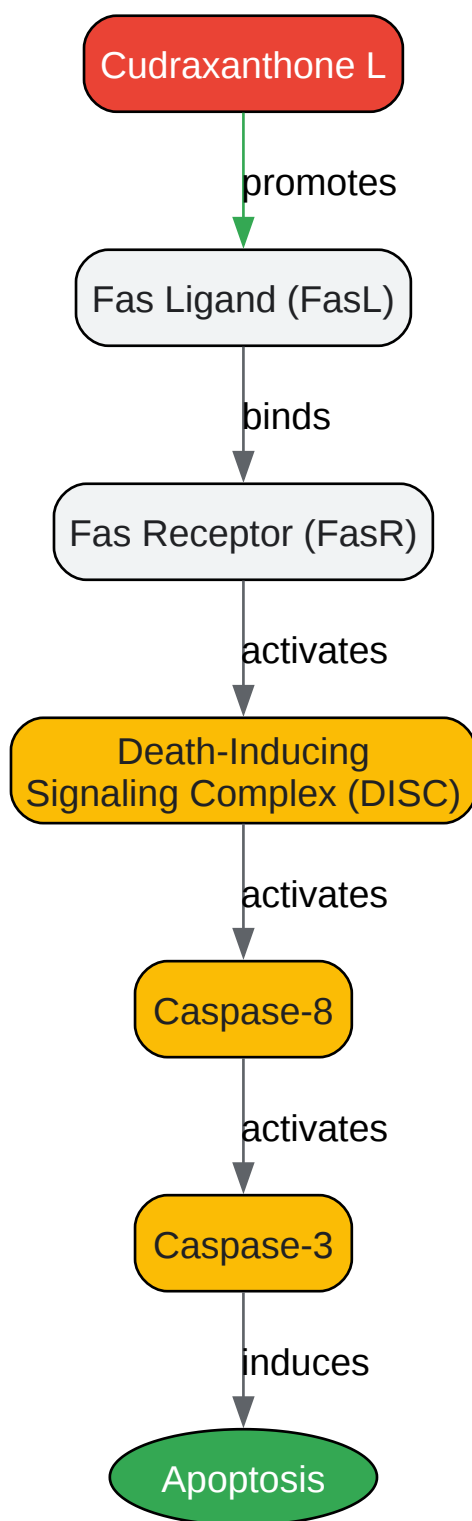 Cudraxanthone L
promotes
Fas Ligand (FasL)
binds
Fas Receptor (FasR)
activates
Death-Inducing
Signaling Complex (DISC)
activates
Caspase-8
activates
Caspase-3
induces
Apoptosis